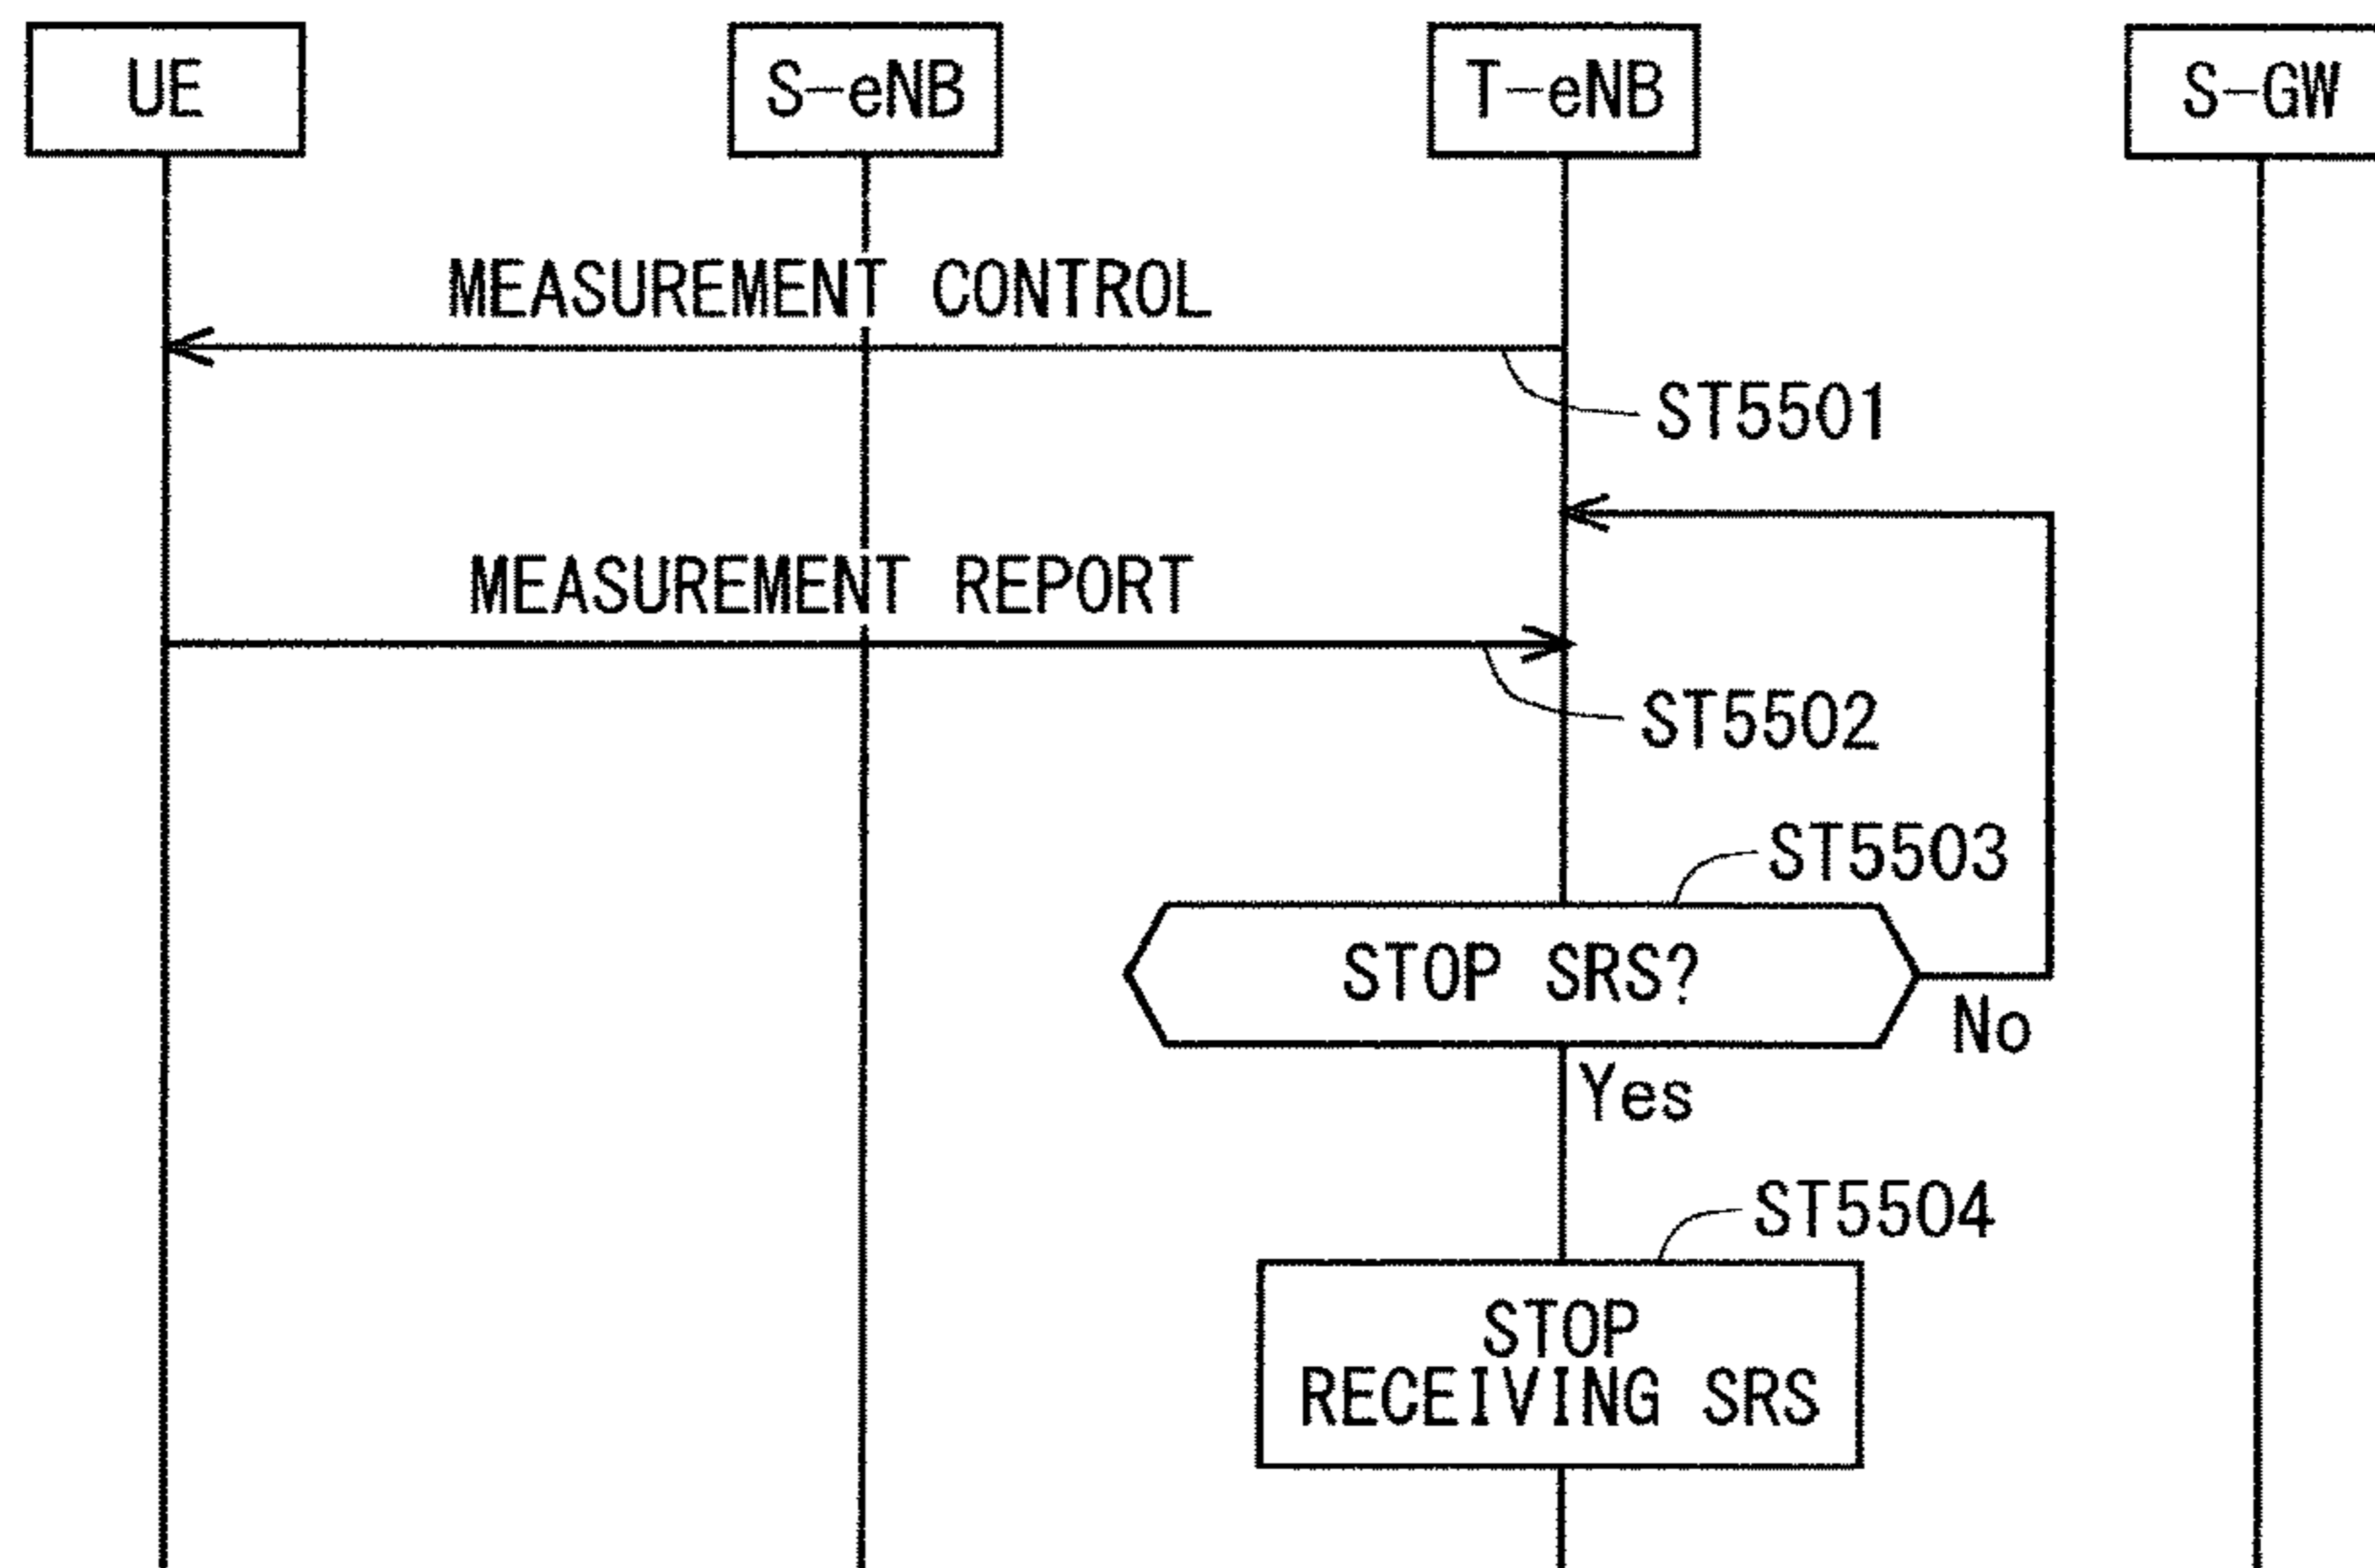 UE
S-eNB
T-eNB
S-GW
MEASUREMENT CONTROL
ST5501
MEASUREMENT REPORT
ST5502
ST5503
STOP SRS?
No
Yes
ST5504
STOP
RECEIVING SRS